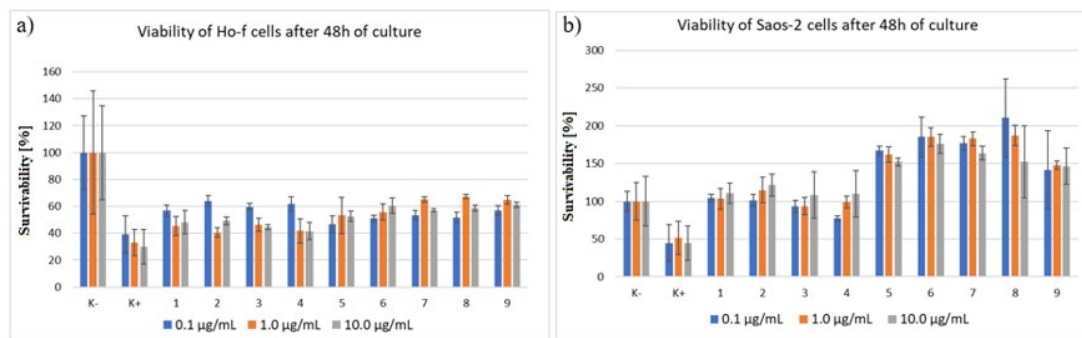 a)
Viability of Ho-f cells after 48h of culture
Survivability [%]
160
140
120
100
80
60
40
20
0
K- K+ 1 2 3 4 5 6 7 8 9
0.1 µg/mL 1.0 µg/mL 10.0 µg/mL
b)
Viability of Saos-2 cells after 48h of culture
Survivability [%]
300
250
200
150
100
50
0
K- K+ 1 2 3 4 5 6 7 8 9
0.1 µg/mL 1.0 µg/mL 10.0 µg/mL